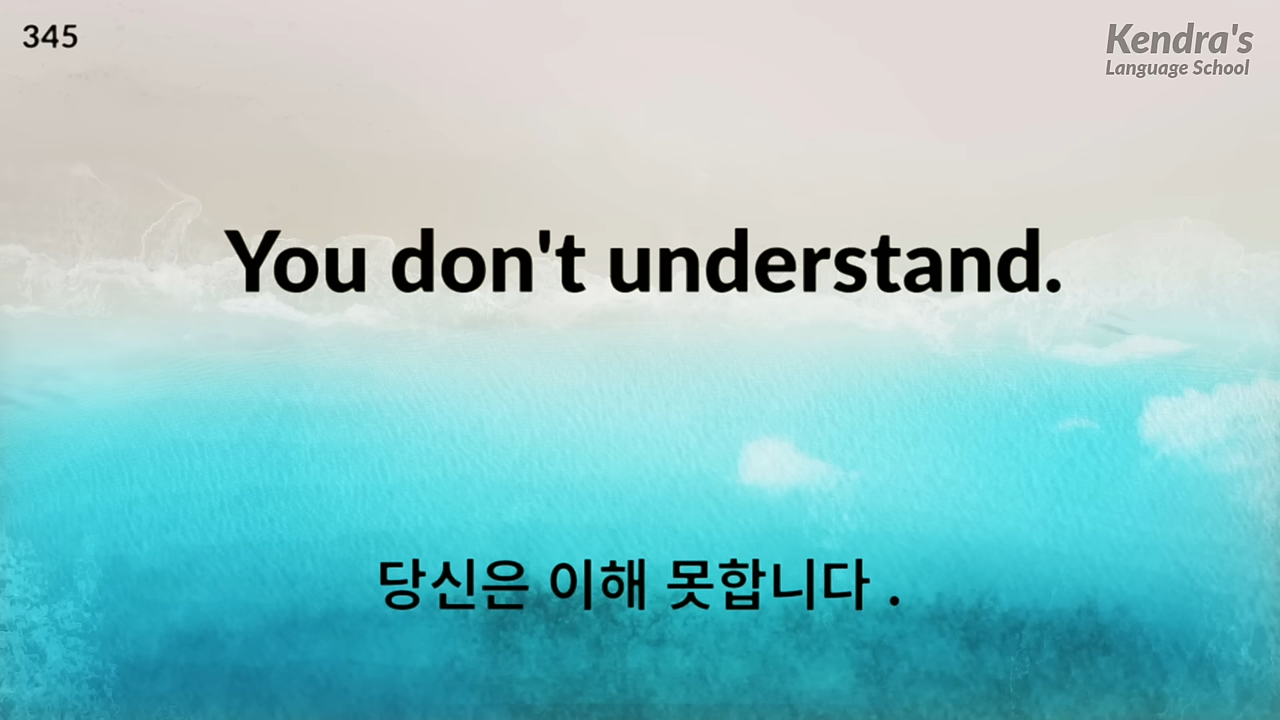 345
Kendra's
Language School
You don't understand.
당신은 이해 못합니다 .